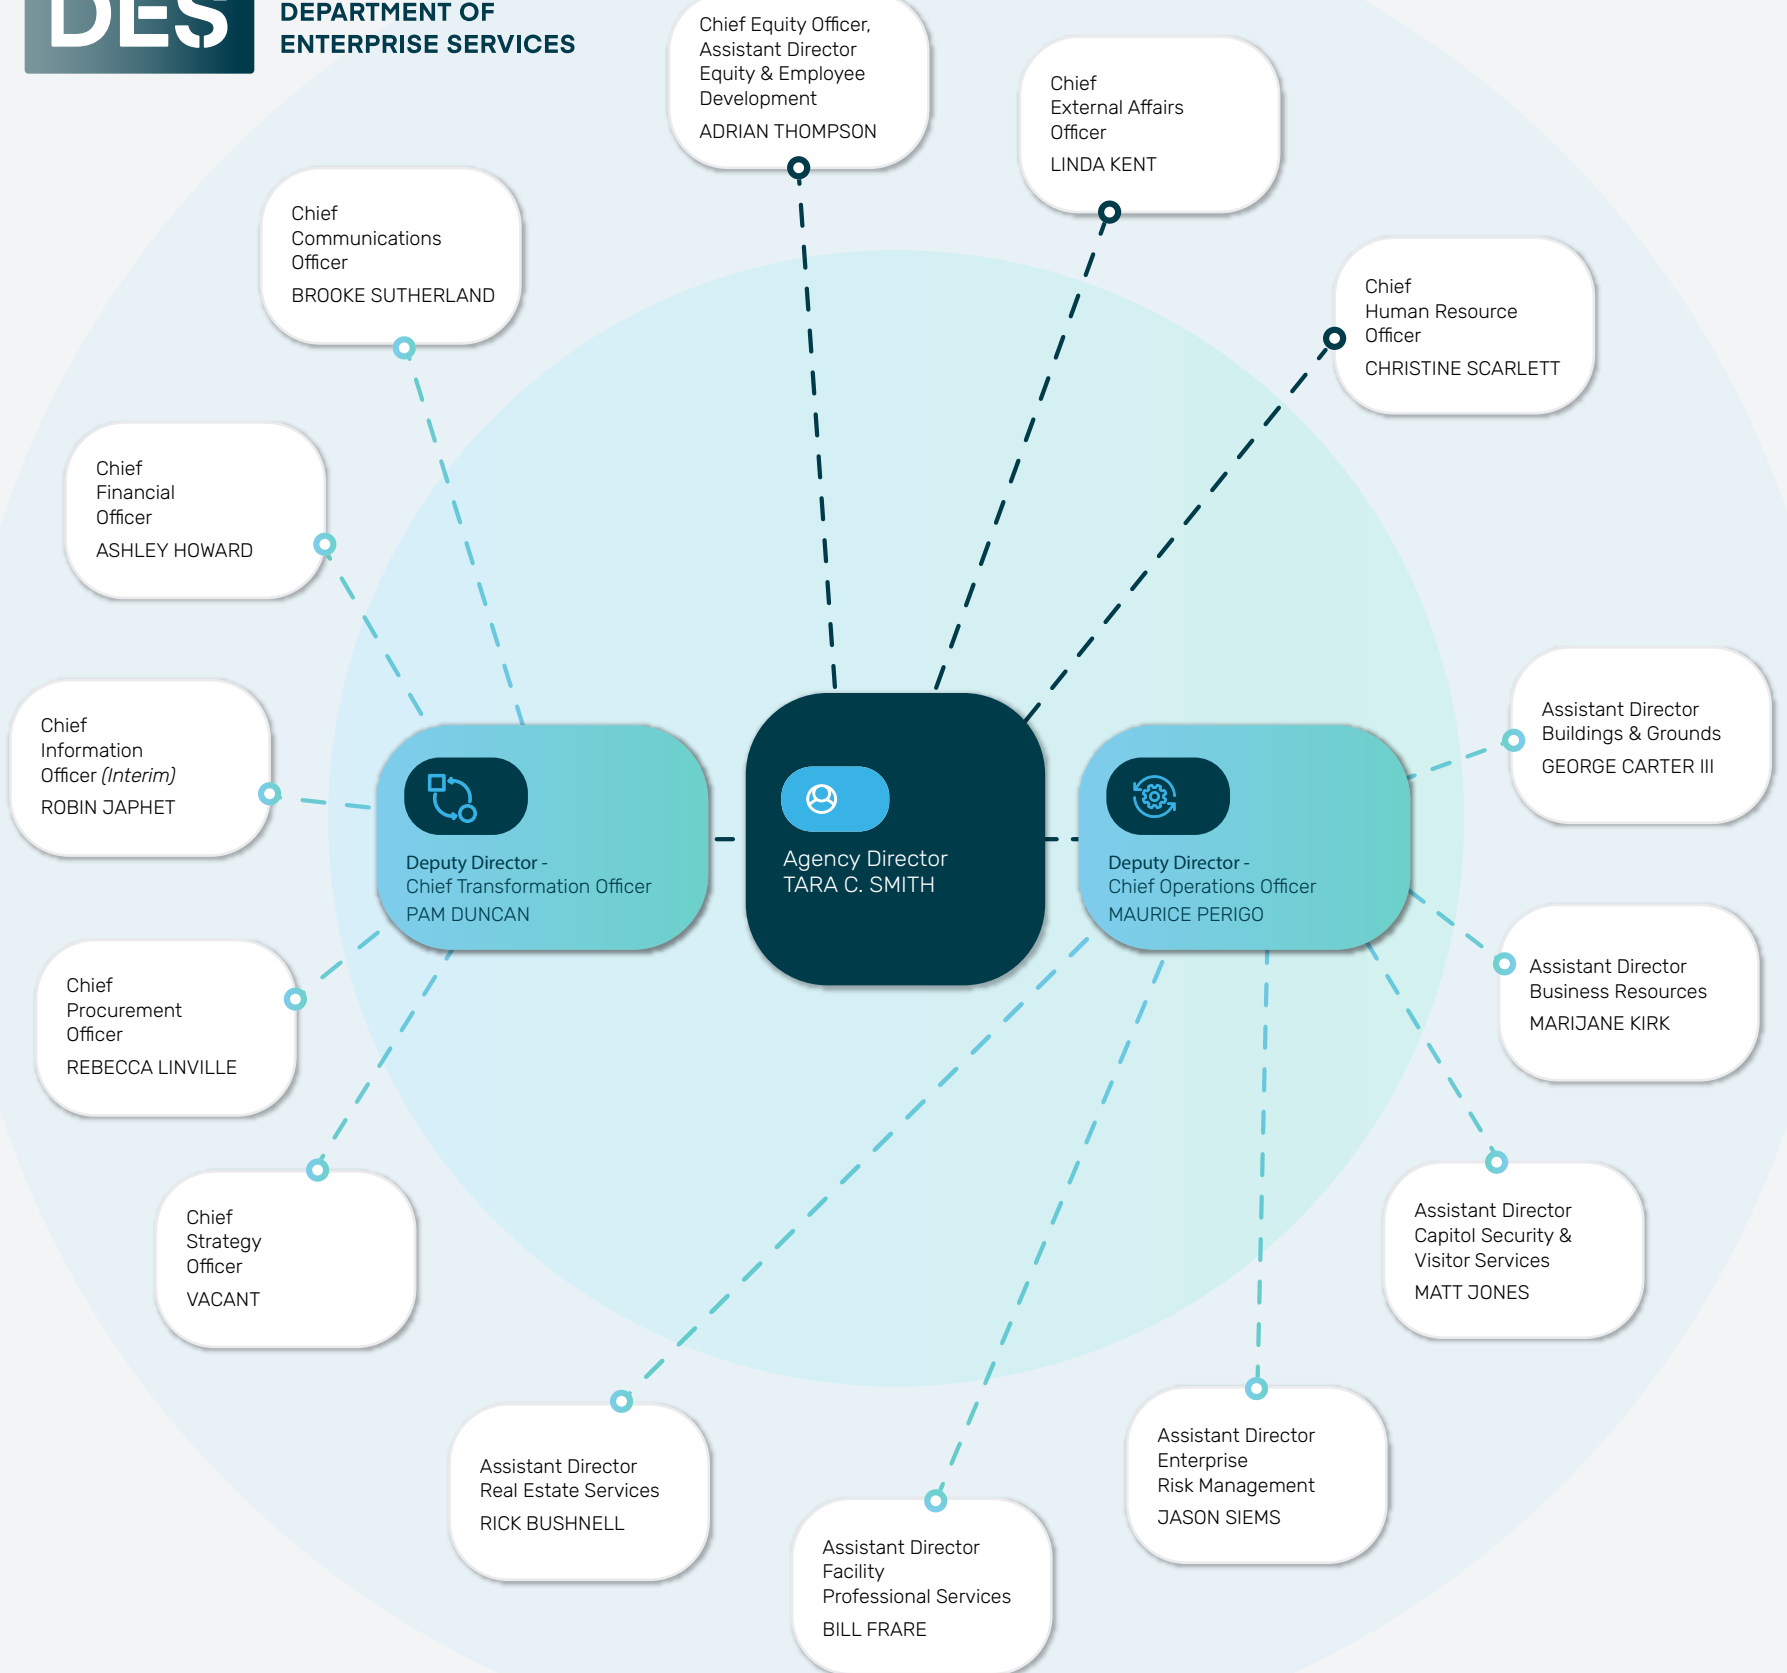 DES
DEPARTMENT OF
ENTERPRISE SERVICES
Chief Equity Officer,
Assistant Director
Equity & Employee
Development
ADRIAN THOMPSON
Chief
External Affairs
Officer
LINDA KENT
Chief
Communications
Officer
BROOKE SUTHERLAND
Chief
Human Resource
Officer
CHRISTINE SCARLETT
Chief
Financial
Officer
ASHLEY HOWARD
Chief
Information
Officer (Interim)
ROBIN JAPHET
Deputy Director -
Chief Transformation Officer
PAM DUNCAN
Agency Director
TARA C. SMITH
Deputy Director -
Chief Operations Officer
MAURICE PERIGO
Assistant Director
Buildings & Grounds
GEORGE CARTER III
Chief
Procurement
Officer
REBECCA LINVILLE
Assistant Director
Business Resources
MARIJANE KIRK
Chief
Strategy
Officer
VACANT
Assistant Director
Capitol Security &
Visitor Services
MATT JONES
Assistant Director
Real Estate Services
RICK BUSHNELL
Assistant Director
Facility
Professional Services
BILL FRARE
Assistant Director
Enterprise
Risk Management
JASON SIEMS